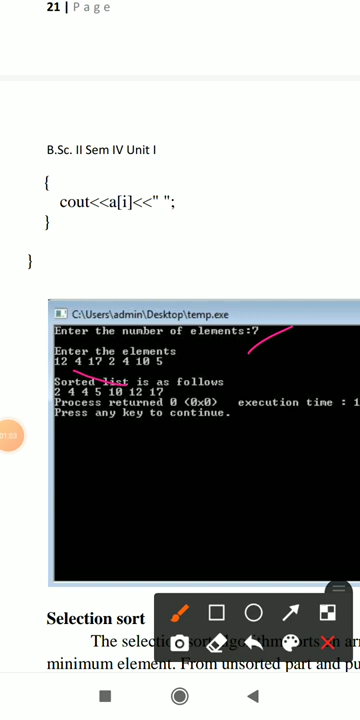 21 | Page
B.Sc. II Sem IV Unit I
{
cout<<a[i]<<" ";
}
}
C:\Users\admin\Desktop\temp.exe
Enter the number of elements:7
Enter the elements
12 4 17 2 4 10 5
Sorted list is as follows
2 4 4 5 10 12 17
Process returned 0 (0x0) execution time : 1
Press any key to continue.
01:03
Selection sort
The selection sort algorithm sorts an
minimum element. From unsorted part and pu